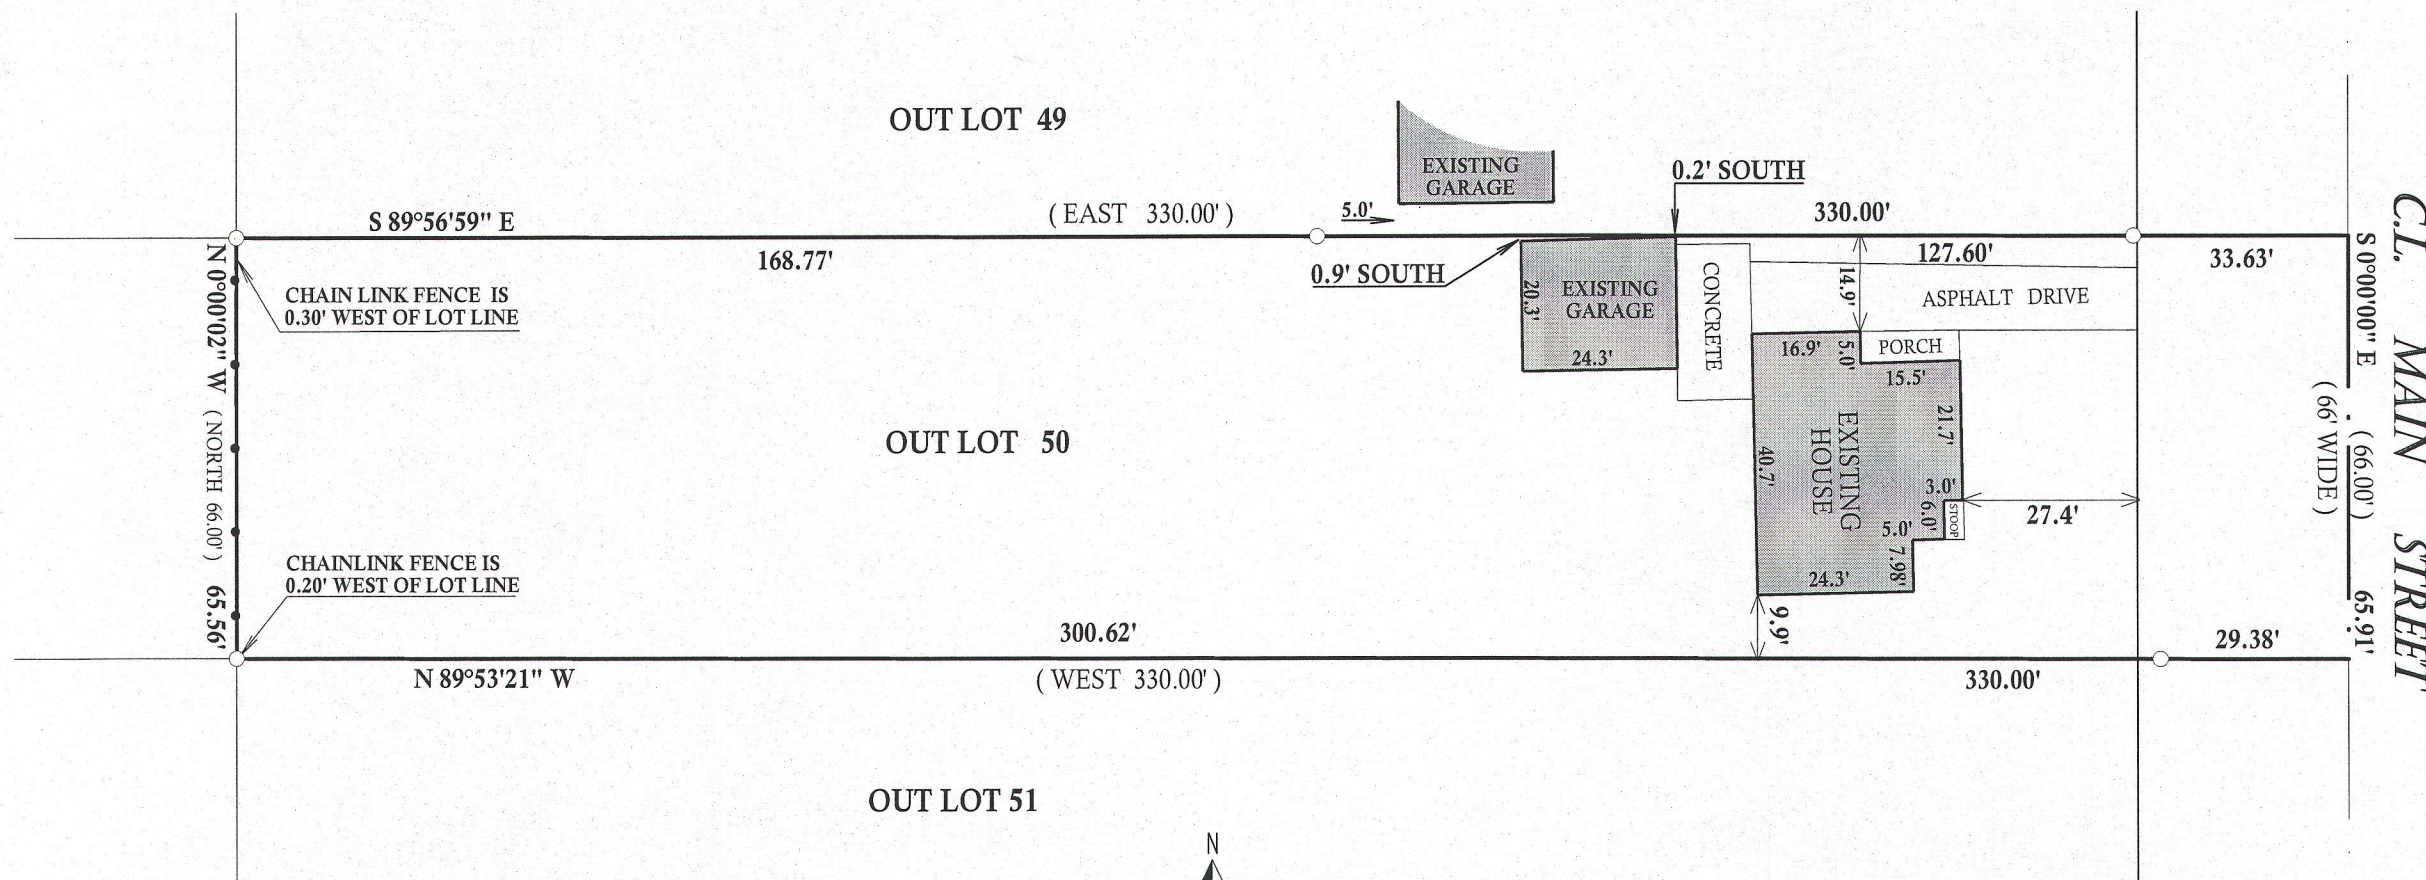 OUT LOT 49
EXISTING
GARAGE
0.2' SOUTH
S 89°56'59" E
( EAST 330.00' )
5.0'
330.00'
168.77'
127.60'
33.63'
0.9' SOUTH
N 0°00'02" W
( NORTH 66.00' )
65.56'
CHAIN LINK FENCE IS
0.30' WEST OF LOT LINE
EXISTING
GARAGE
20.3'
24.3'
CONCRETE
14.9'
ASPHALT DRIVE
16.9'
5.0'
PORCH
15.5'
21.7'
EXISTING
HOUSE
40.7'
3.0'
6.0'
STOOP
5.0'
7.98'
24.3'
27.4'
9.9'
OUT LOT 50
CHAINLINK FENCE IS
0.20' WEST OF LOT LINE
300.62'
N 89°53'21" W
( WEST 330.00' )
330.00'
29.38'
S 0°00'00" E
( 66.00' )
65.91'
( 66' WIDE )
C.L. MAIN STREET
OUT LOT 51
N